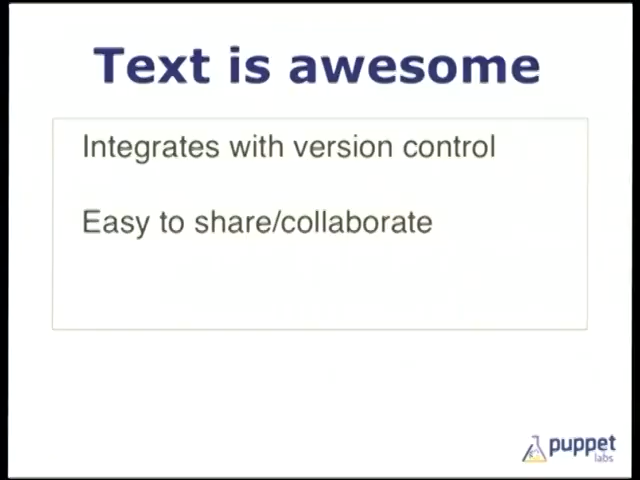 Text is awesome
Integrates with version control
Easy to share/collaborate
puppet
labs